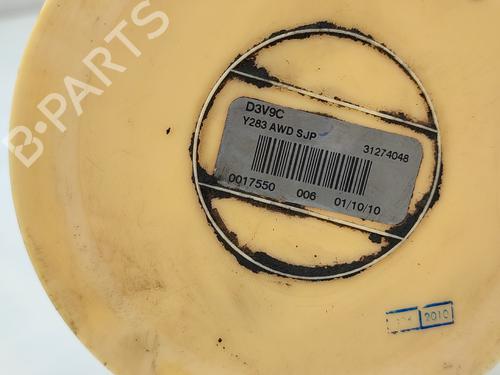 B-PARTS
D3V9C
Y283 AWD SJP
31274048
0017550 006 01/10/10
2010